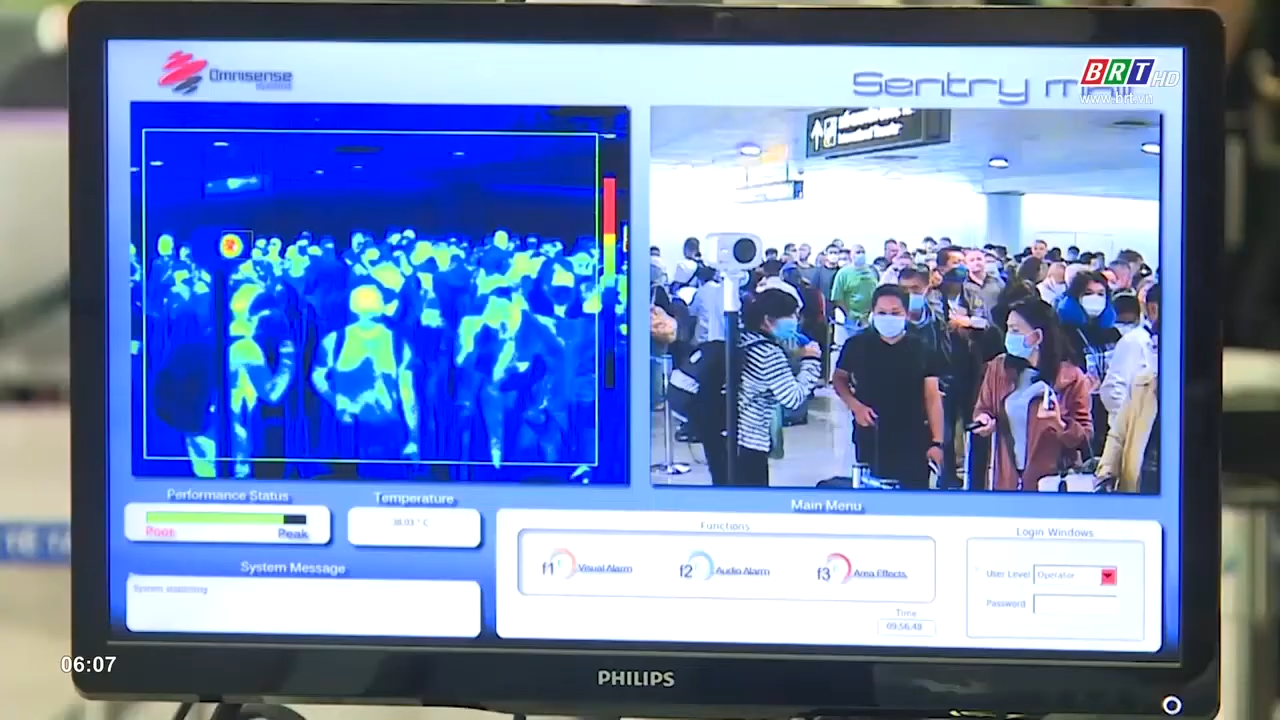 Omnisense
Sentry
BRT HD
www.brt.vn
Performance Status
Poor
Peak
Temperature
38.03 ° C
System Message
Main Menu
Functions
f1 Visual Alarm
f2 Audio Alarm
f3 Area Effects
Time
09:56:48
Login Windows
User Level
Operator
Password
06:07
PHILIPS